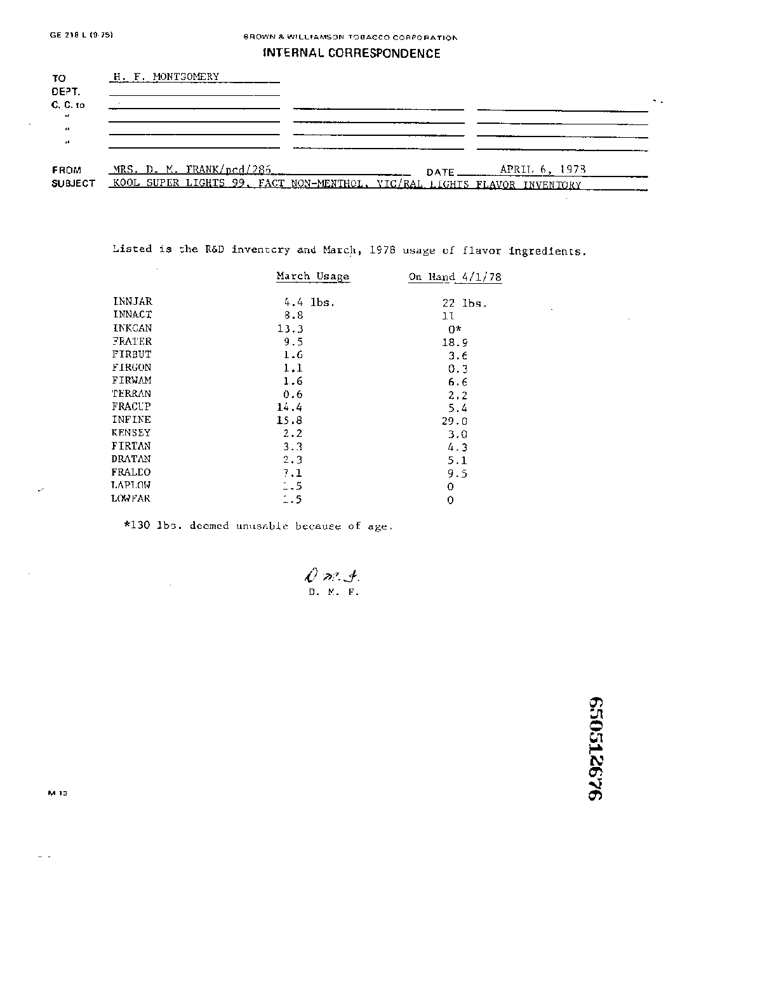 GE 218 L (9-75)
BROWN & WILLIAMSON TOBACCO CORPORATION
INTERNAL CORRESPONDENCE
TO H. F. MONTGOMERY
DEPT.
C. C. to
"
"
"
FROM MRS. D. M. FRANK/pcd/286 DATE APRIL 6, 1978
SUBJECT KOOL SUPER LIGHTS 99, FACT NON-MENTHOL, VIC/RAL LIGHTS FLAVOR INVENTORY
Listed is the R&D inventory and March, 1978 usage of flavor ingredients.
March Usage On Hand 4/1/78
INNJAR 4.4 lbs. 22 lbs.
INNACT 8.8 11
INKCAN 13.3 0*
FRATER 9.5 18.9
FIRBUT 1.6 3.6
FIRGON 1.1 0.3
FIRWAM 1.6 6.6
TERRAN 0.6 2.2
FRACUP 14.4 5.4
INFINE 15.8 29.0
KENSEY 2.2 3.0
FIRTAN 3.3 4.3
DRATAN 2.3 5.1
FRALEO 7.1 9.5
LAPLOW 1.5 0
LOWFAR 1.5 0
*130 lbs. deemed unusable because of age.
D.M.F.
D. M. F.
650512676
M 13